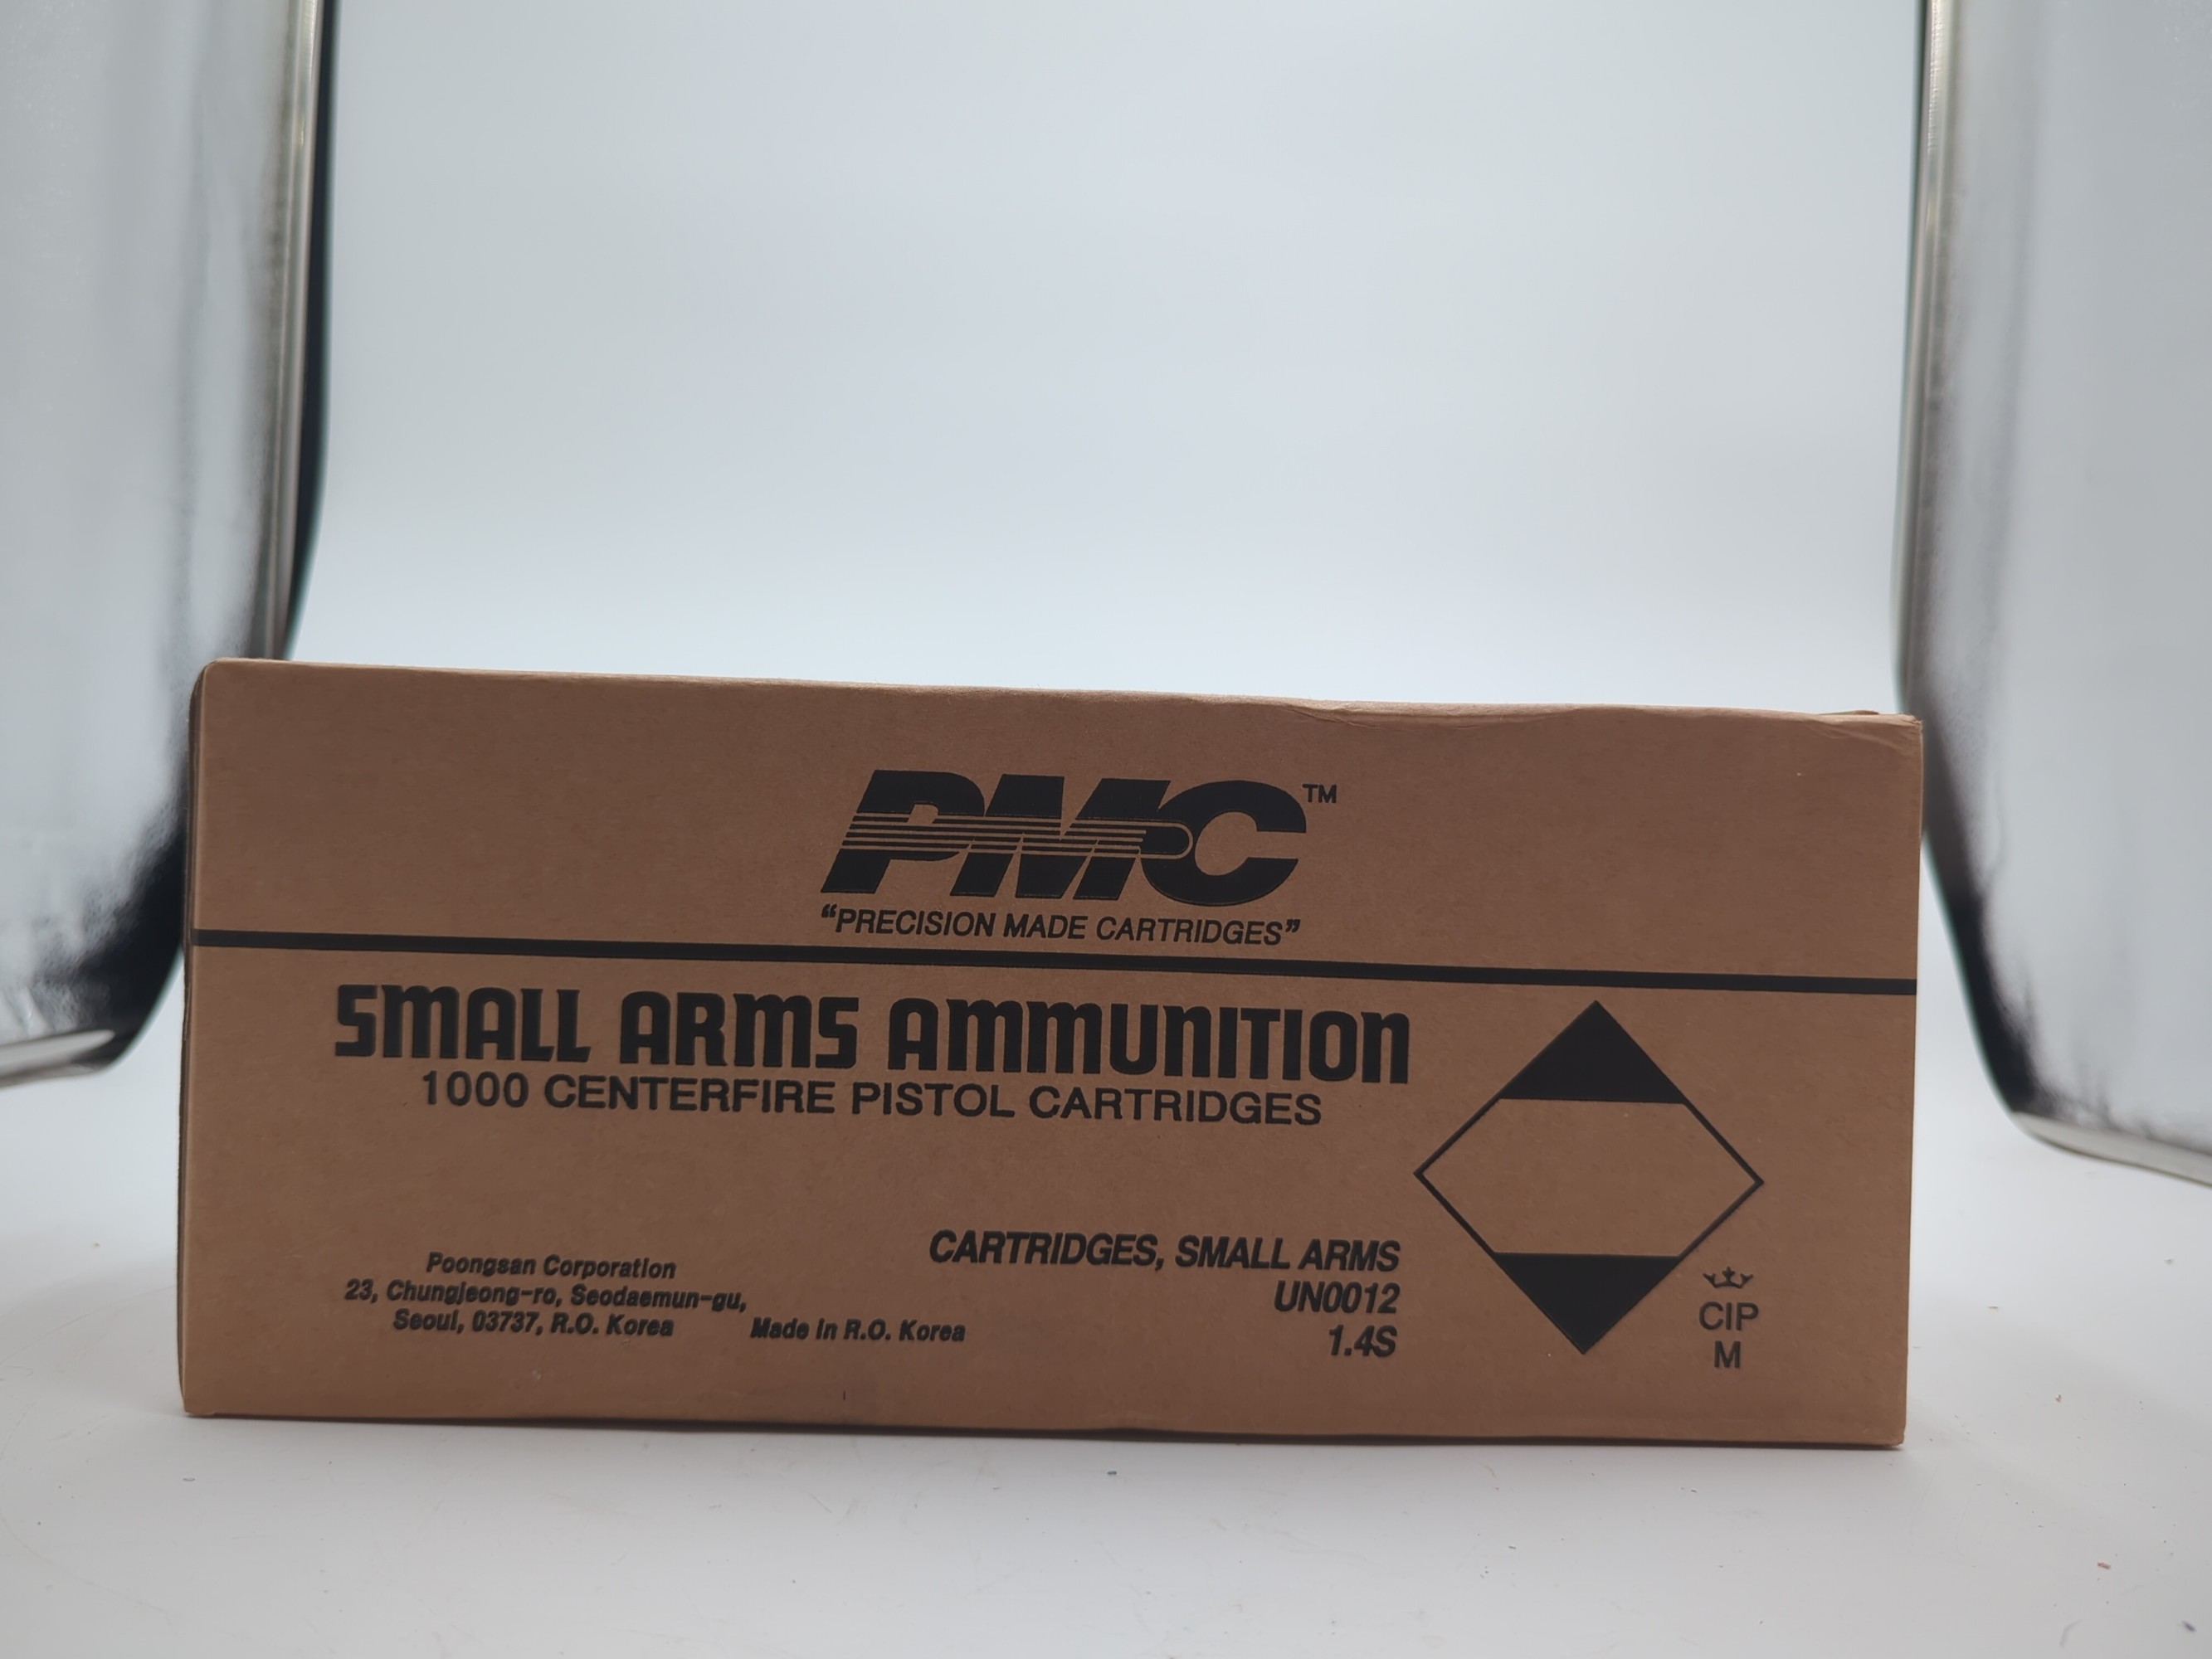 PMC™
“PRECISION MADE CARTRIDGES”
SMALL ARMS AMMUNITION
1000 CENTERFIRE PISTOL CARTRIDGES
Poongsan Corporation
23, Chungjeong-ro, Seodaemun-gu,
Seoul, 03737, R.O. Korea
Made in R.O. Korea
CARTRIDGES, SMALL ARMS
UN0012
1.4S
CIP
M